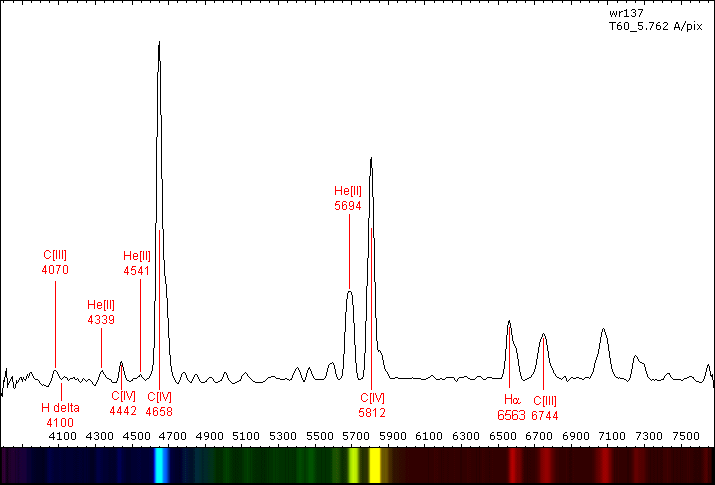 wr137
T60_5.762 A/pix
He[II]
5694
C[III]
4070
He[II]
4541
He[II]
4339
H delta
4100
C[IV]
4442
C[IV]
4658
C[IV]
5812
Hα
6563
C[III]
6744
4100 4300 4500 4700 4900 5100 5300 5500 5700 5900 6100 6300 6500 6700 6900 7100 7300 7500